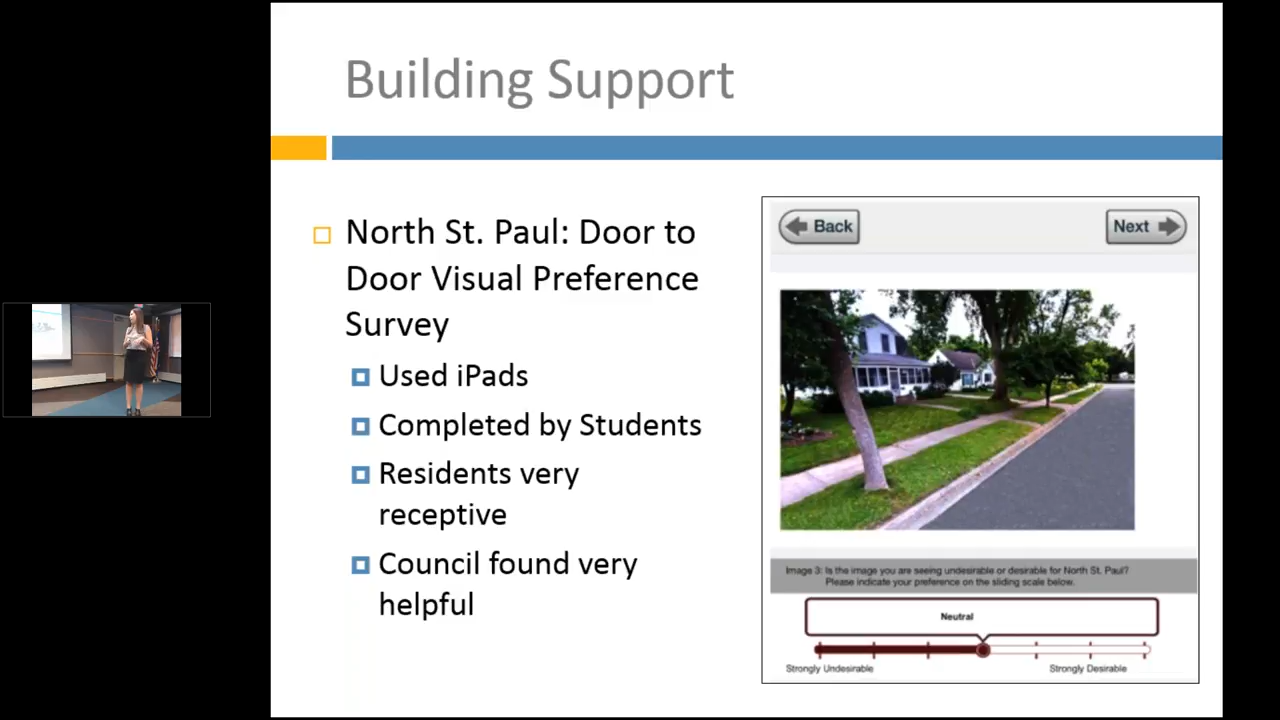 Building Support
North St. Paul: Door to
Door Visual Preference
Survey
Used iPads
Completed by Students
Residents very
receptive
Council found very
helpful
Back
Next
Image 3: Is the image you are seeing undesirable or desirable for North St. Paul?
Please indicate your preference on the sliding scale below.
Neutral
Strongly Undesirable
Strongly Desirable